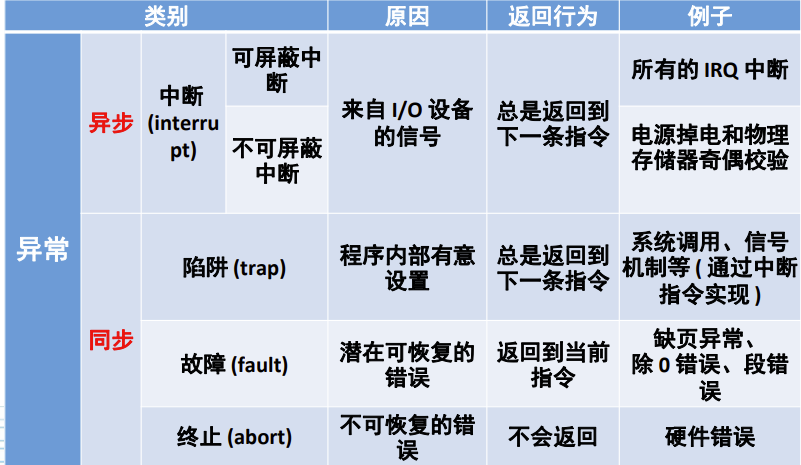 类别 原因 返回行为 例子
异常
异步
中断
(interru
pt)
可屏蔽中
断
来自 I/O 设备
的信号
总是返回到
下一条指令
所有的 IRQ 中断
不可屏蔽
中断
电源掉电和物理
存储器奇偶校验
同步
陷阱 (trap)
程序内部有意
设置
总是返回到
下一条指令
系统调用、信号
机制等 ( 通过中断
指令实现 )
故障 (fault)
潜在可恢复的
错误
返回到当前
指令
缺页异常、
除 0 错误、段错
误
终止 (abort)
不可恢复的错
误
不会返回
硬件错误